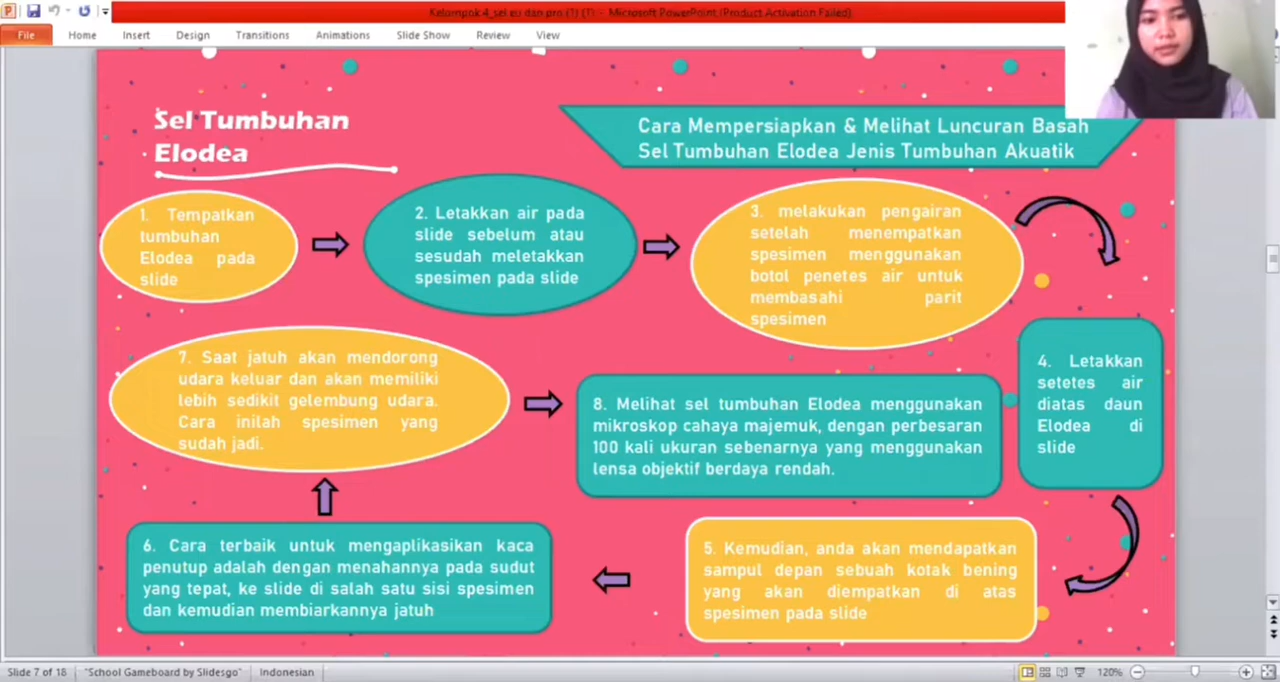 Kelompok 4_sel eu dan pro (1) (1) - Microsoft PowerPoint (Product Activation Failed)
File Home Insert Design Transitions Animations Slide Show Review View
Sel Tumbuhan
Elodea
Cara Mempersiapkan & Melihat Luncuran Basah
Sel Tumbuhan Elodea Jenis Tumbuhan Akuatik
1. Tempatkan
tumbuhan
Elodea pada
slide
2. Letakkan air pada
slide sebelum atau
sesudah meletakkan
spesimen pada slide
3. melakukan pengairan
setelah menempatkan
spesimen menggunakan
botol penetes air untuk
membasahi parit
spesimen
4. Letakkan
setetes air
diatas daun
Elodea di
slide
5. Kemudian, anda akan mendapatkan
sampul depan sebuah kotak bening
yang akan diempatkan di atas
spesimen pada slide
6. Cara terbaik untuk mengaplikasikan kaca
penutup adalah dengan menahannya pada sudut
yang tepat, ke slide di salah satu sisi spesimen
dan kemudian membiarkannya jatuh
7. Saat jatuh akan mendorong
udara keluar dan akan memiliki
lebih sedikit gelembung udara.
Cara inilah spesimen yang
sudah jadi.
8. Melihat sel tumbuhan Elodea menggunakan
mikroskop cahaya majemuk, dengan perbesaran
100 kali ukuran sebenarnya yang menggunakan
lensa objektif berdaya rendah.
Slide 7 of 18 "School Gameboard by Slidesgo" Indonesian 120%